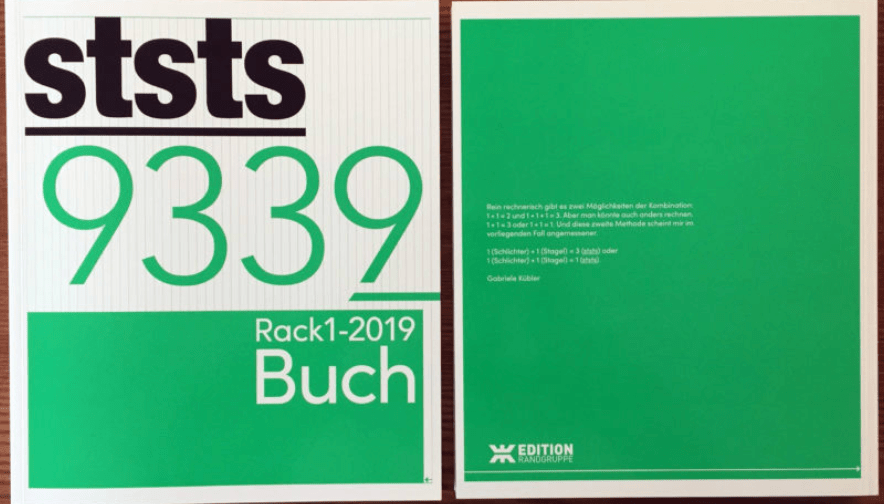 ststs
9339
Rack1-2019
Buch
Rein rechnerisch gibt es zwei Möglichkeiten der Kombination:
1 + 1 = 2 und 1 + 1 + 1 = 3. Aber man könnte auch anders rechnen.
1 + 1 = 3 oder 1 + 1 = 1. Und diese zweite Methode scheint mir im
vorliegenden Fall angemessener.
1 (Schlichter) + 1 (Stagel) = 3 (ststs) oder
1 (Schlichter) + 1 (Stagel) = 1 (ststs).
Gabriele Kübler
EDITION
RANDGRUPPE